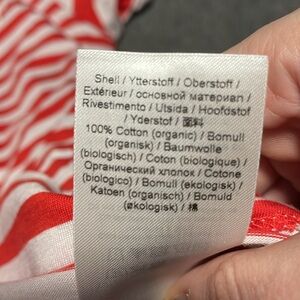 Shell / Ytterstoff / Oberstoff /
Extérieur / основной материал /
Rivestimento / Utsida / Hoofdstof
/ Yderstof / 面料
100% Cotton (organic) / Bomull
(organisk) / Baumwolle
(biologisch) / Coton (biologique) /
Органический хлопок / Cotone
(biologico) / Bomull (ekologisk) /
Katoen (organisch) / Bomuld
(økologisk) / 棉